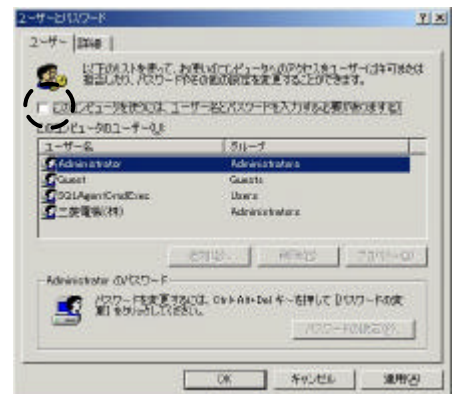 ユーザーとパスワード
ユーザー 詳細
以下のリストを使って、お使いのコンピュータへのアクセスをユーザーに許可または
拒否したり、パスワードやその他の設定を変更することができます。
このコンピュータを使うには、ユーザー名とパスワードを入力する必要があります(E)
このコンピュータのユーザー(U):
ユーザー名 グループ
Administrator Administrators
Guest Guests
SQLAgentCmdExec Users
三菱電機(株) Administrators
追加(D)... 削除(R) プロパティ(O)
Administrator のパスワード
パスワードを変更するには、Ctrl+Alt+Del キーを押して [パスワードの変
更] をクリックしてください。
パスワードの設定(P)...
OK キャンセル 適用(A)